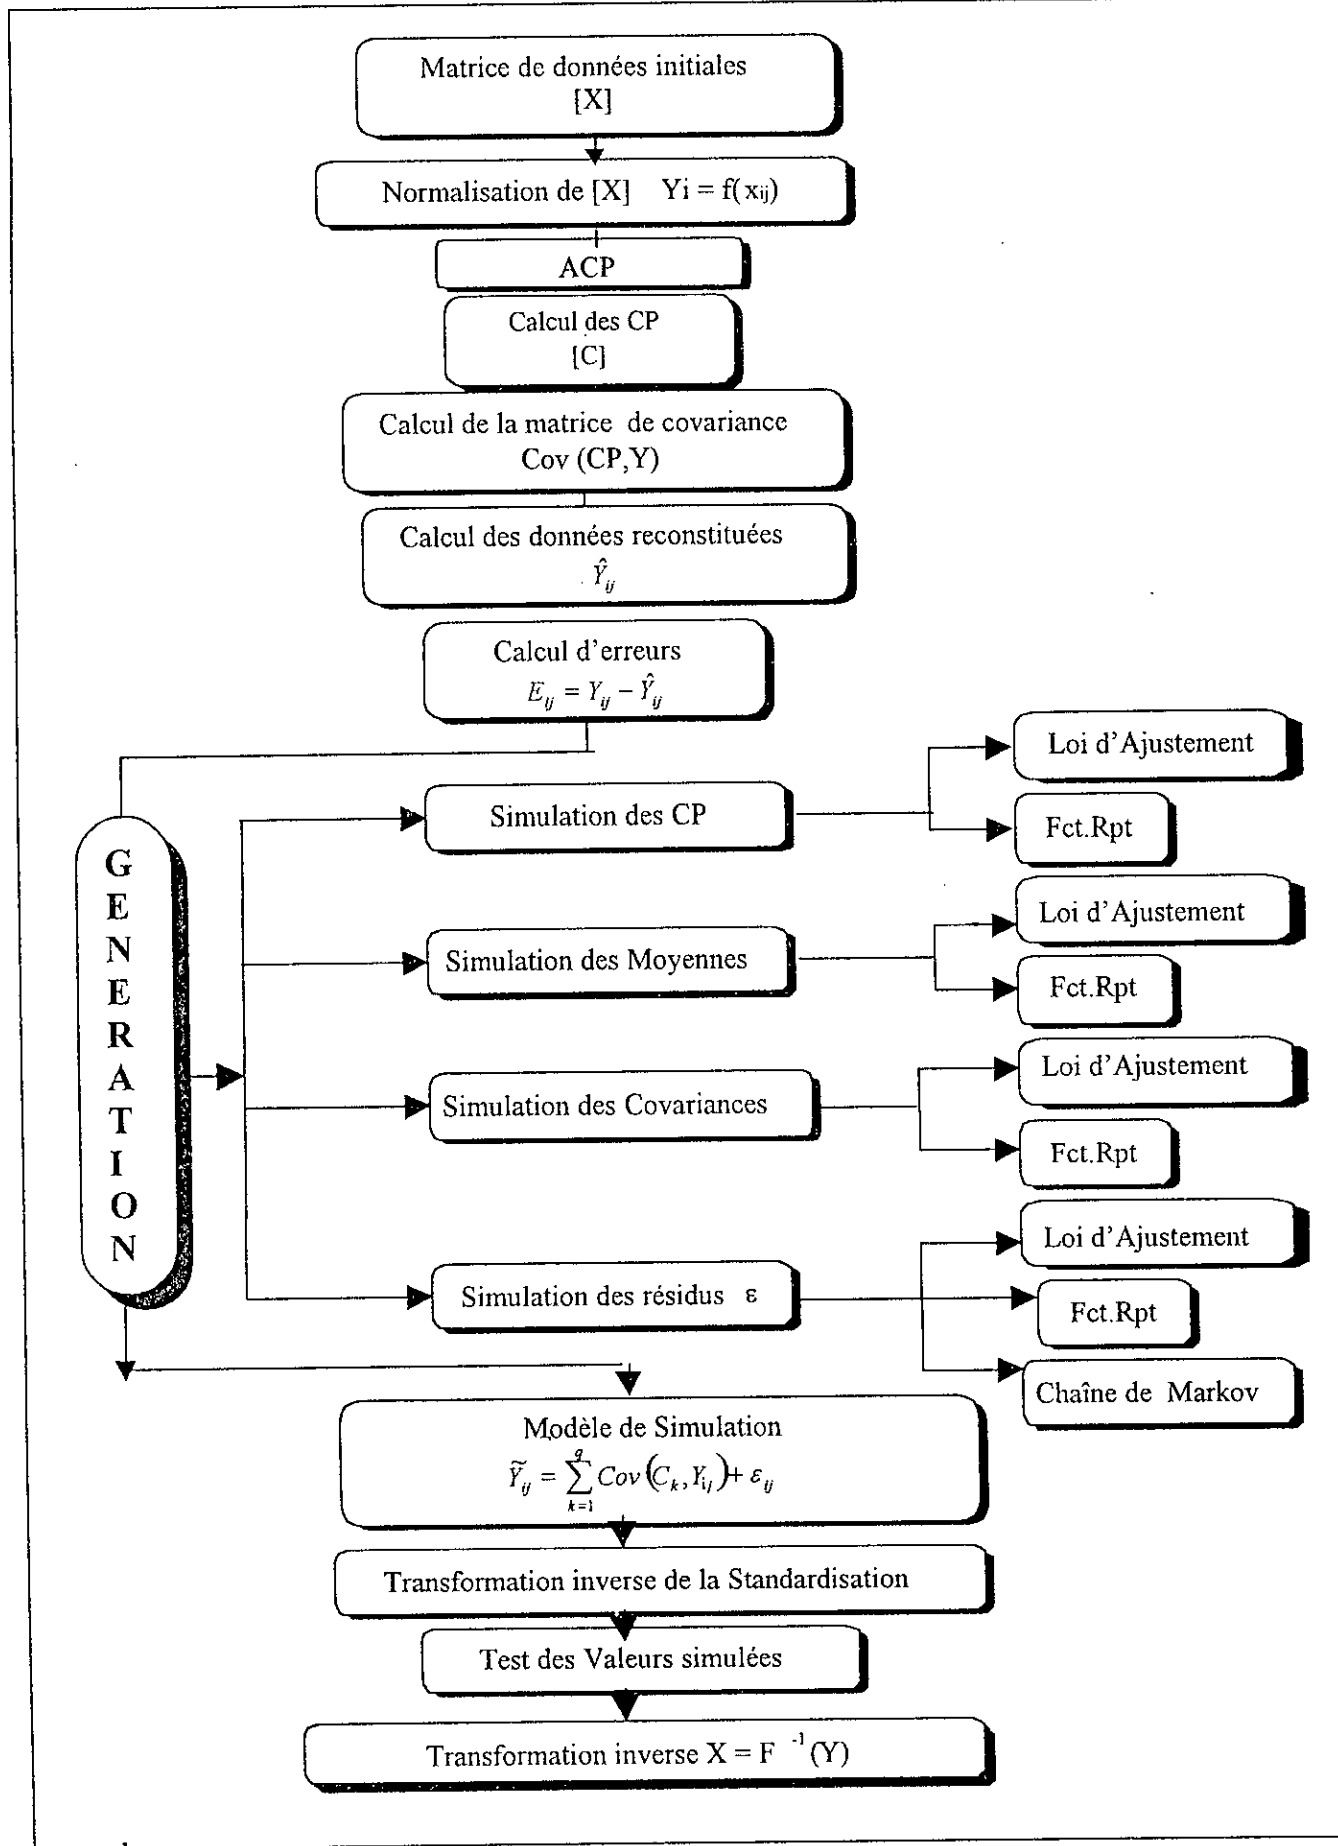 Matrice de données initiales
[X]
Normalisation de [X] Yi = f(xij)
ACP
Calcul des CP
[C]
Calcul de la matrice de covariance
Cov (CP,Y)
Calcul des données reconstituées
Ŷij
Calcul d'erreurs
Eij = Yij − Ŷij
GENERATION
Simulation des CP
Loi d'Ajustement
Fct.Rpt
Simulation des Moyennes
Loi d'Ajustement
Fct.Rpt
Simulation des Covariances
Loi d'Ajustement
Fct.Rpt
Simulation des résidus ε
Loi d'Ajustement
Fct.Rpt
Chaîne de Markov
Modèle de Simulation
Ỹij = ∑ k=1 q Cov(Ck,Yij)+ εij
Transformation inverse de la Standardisation
Test des Valeurs simulées
Transformation inverse X = F -1 (Y)